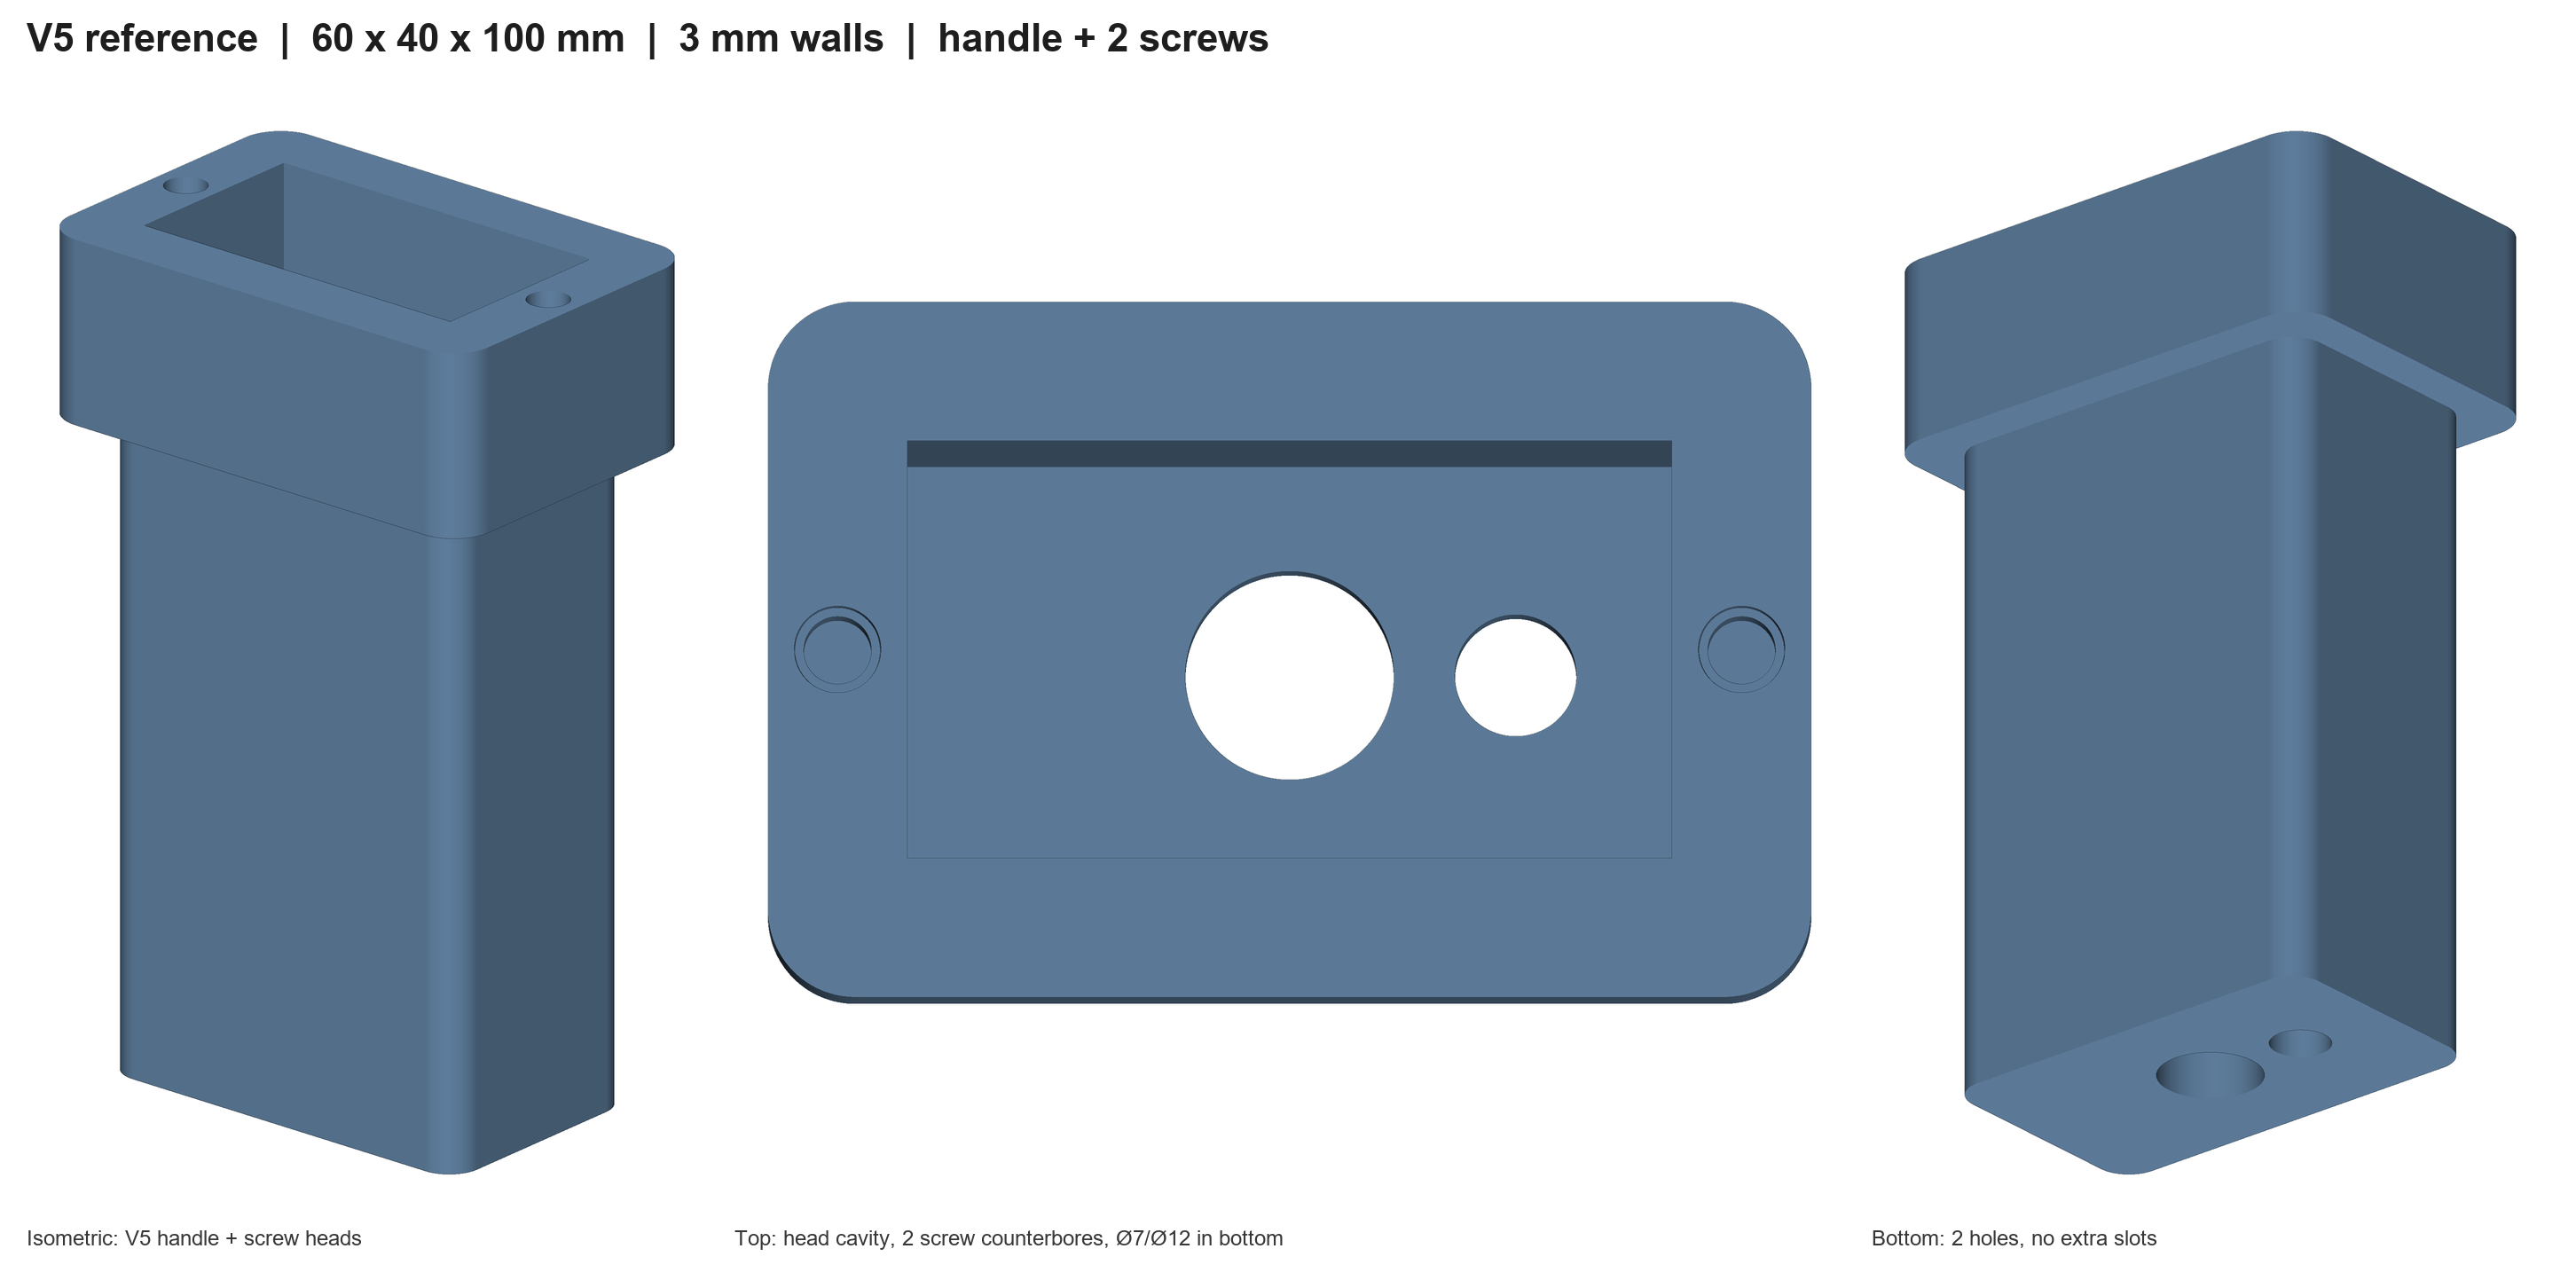 V5 reference | 60 x 40 x 100 mm | 3 mm walls | handle + 2 screws
Isometric: V5 handle + screw heads
Top: head cavity, 2 screw counterbores, Ø7/Ø12 in bottom
Bottom: 2 holes, no extra slots